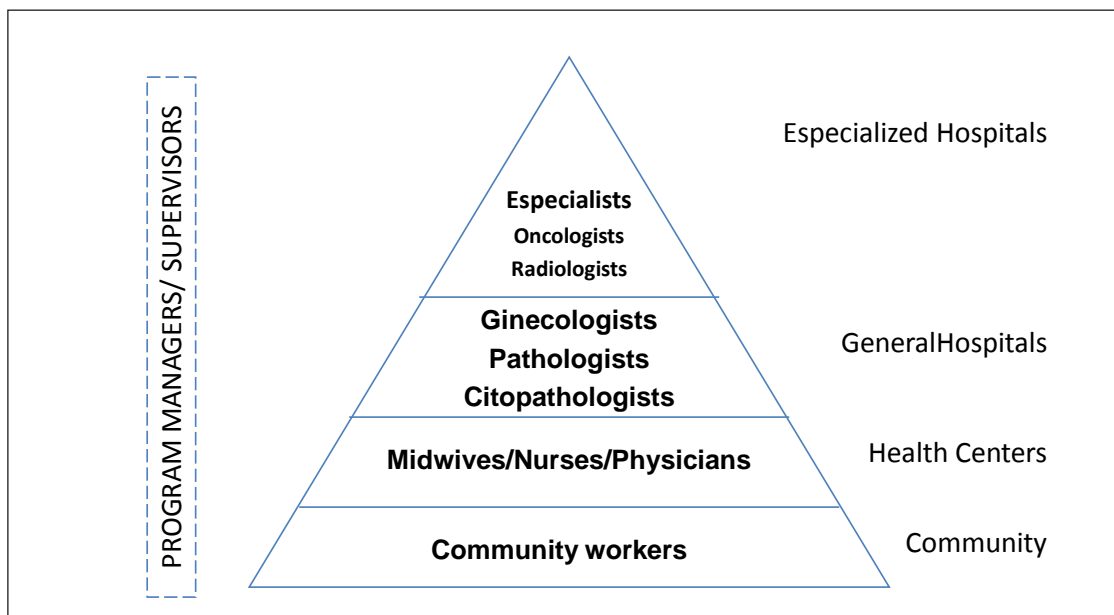 PROGRAM MANAGERS/ SUPERVISORS
Especialized Hospitals
Especialists
Oncologists
Radiologists
Ginecologists
Pathologists
Citopathologists
GeneralHospitals
Midwives/Nurses/Physicians
Health Centers
Community workers
Community